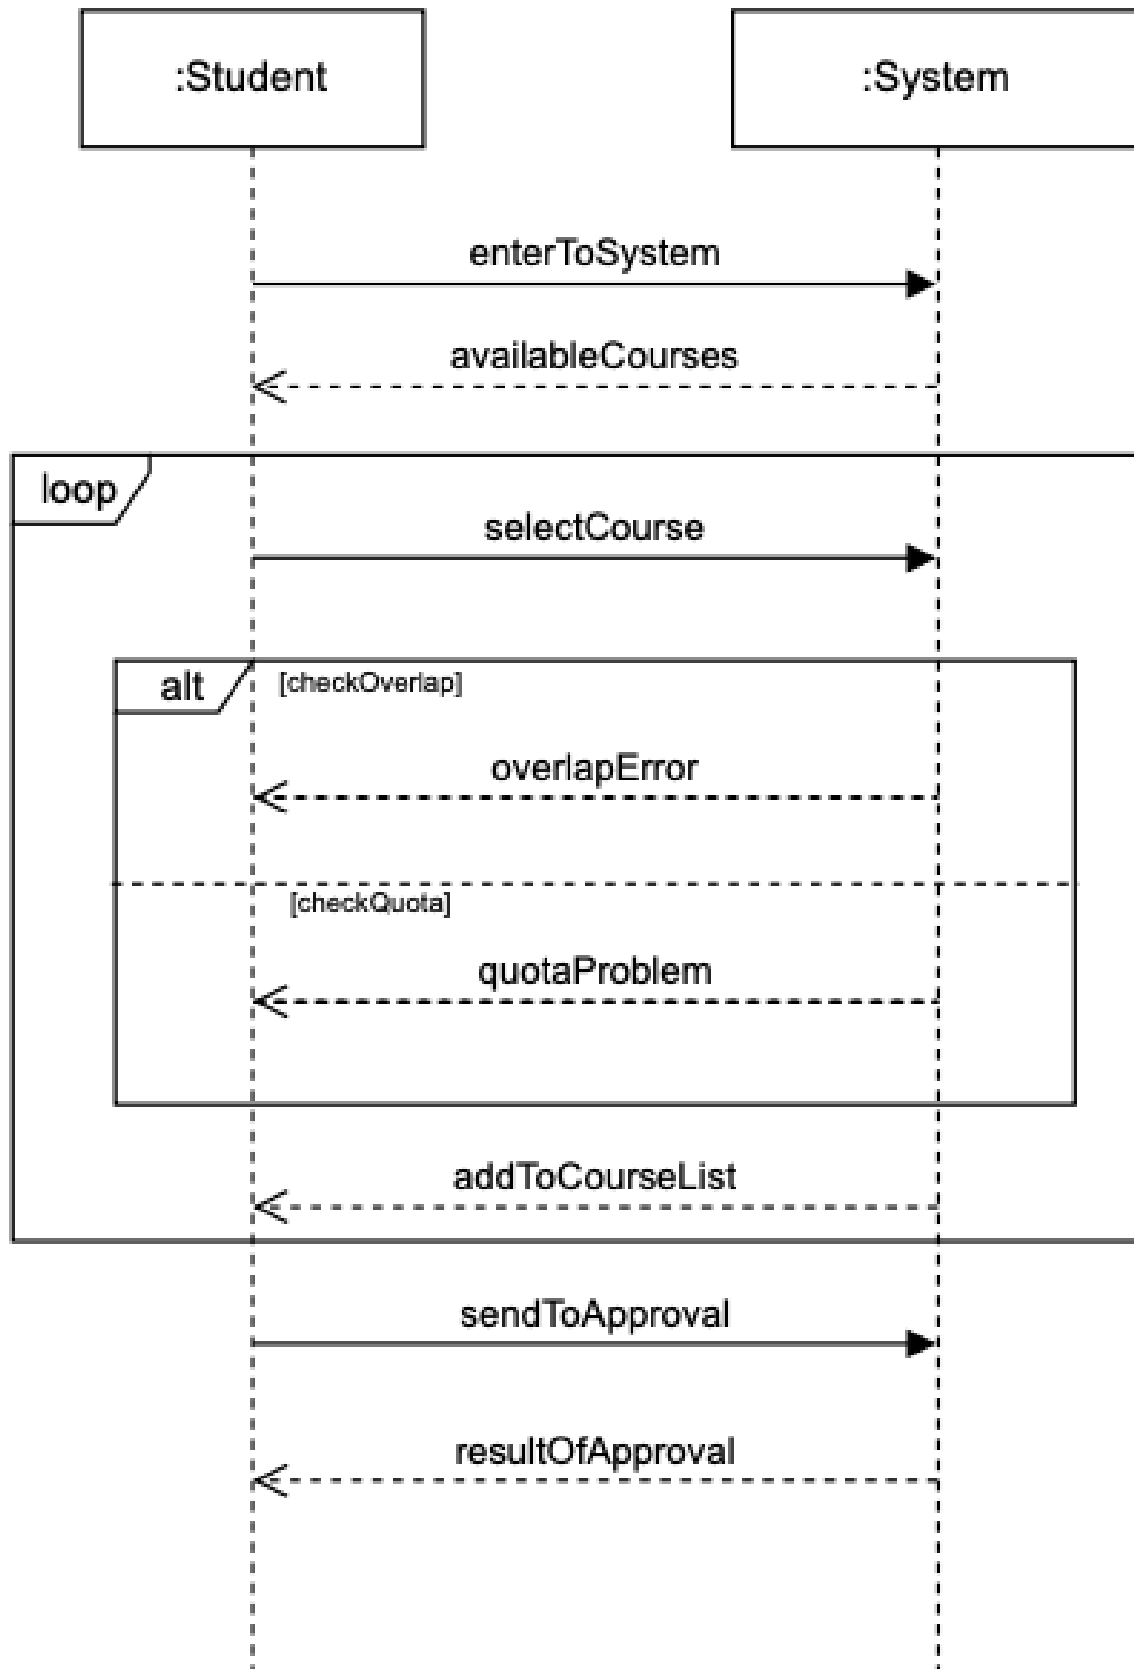 :Student
:System
enterToSystem
availableCourses
loop
selectCourse
alt
[checkOverlap]
overlapError
[checkQuota]
quotaProblem
addToCourseList
sendToApproval
resultOfApproval